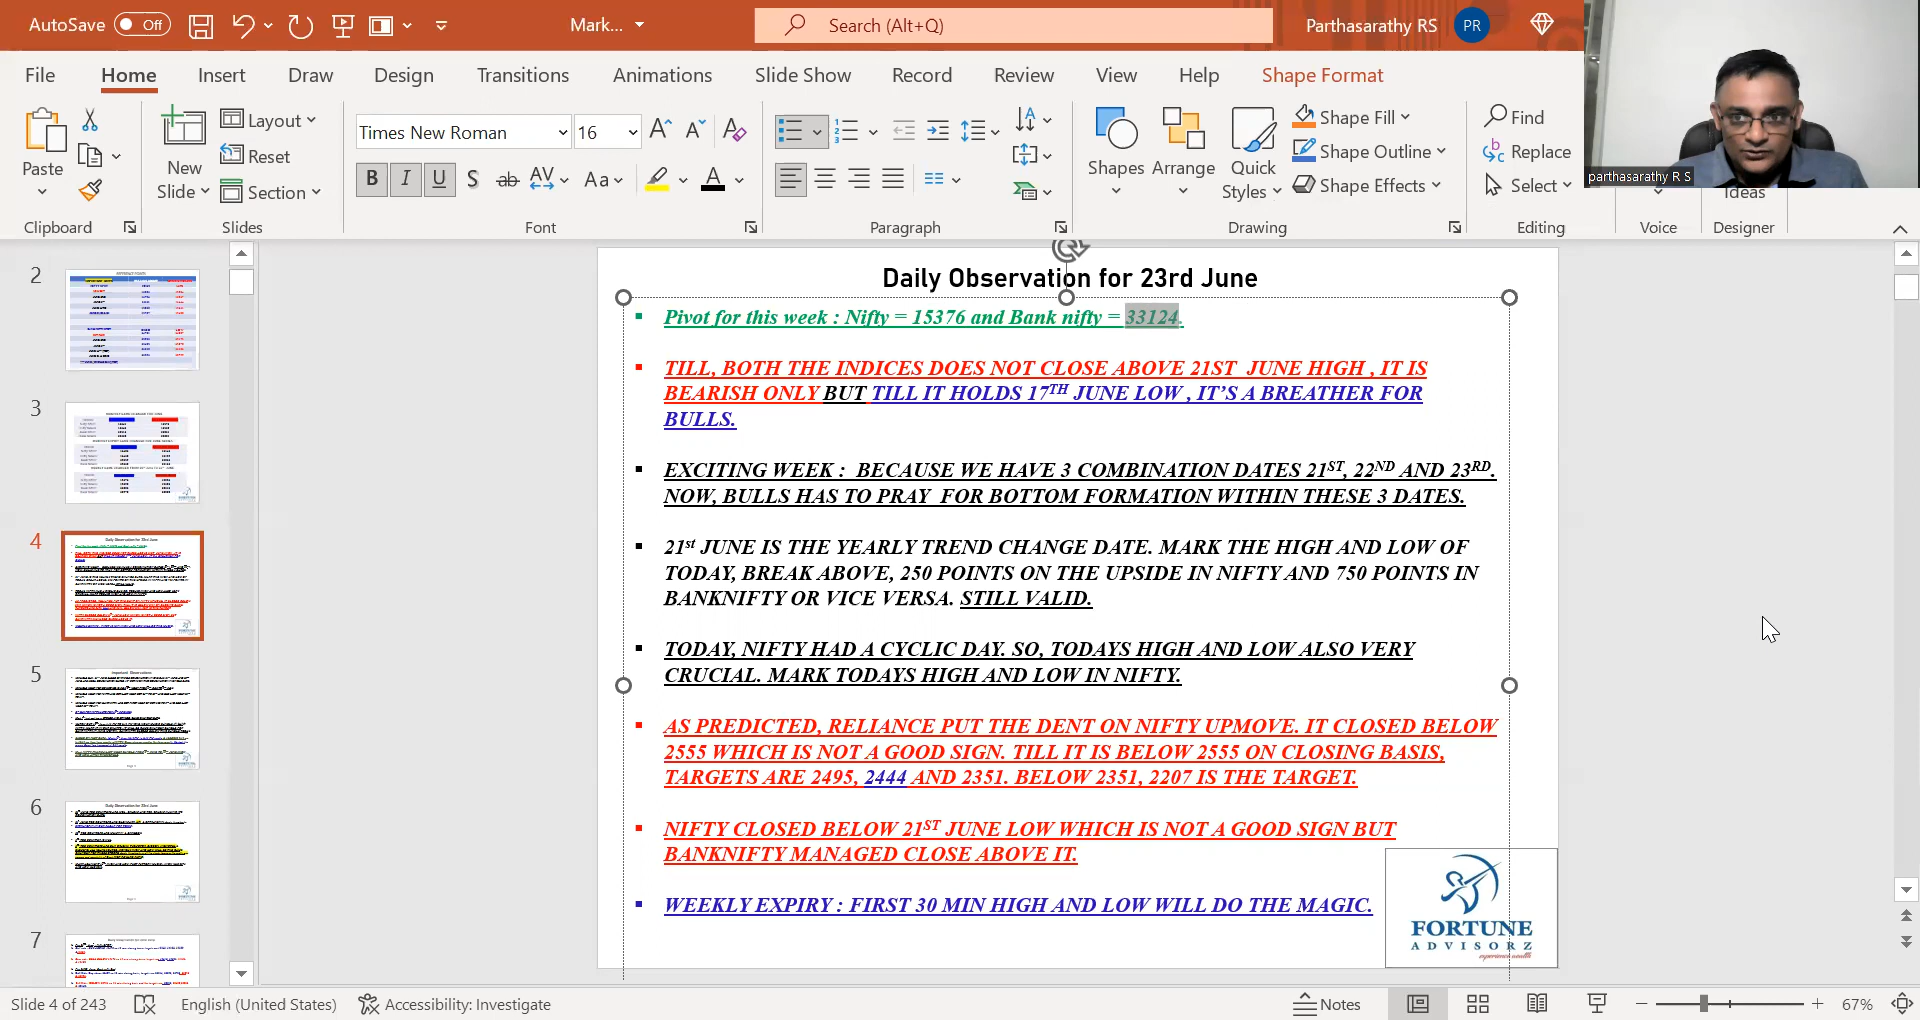 AutoSave Off Mark... Search (Alt+Q) Parthasarathy RS PR
File Home Insert Draw Design Transitions Animations Slide Show Record Review View Help Shape Format
Paste
New Slide
Layout
Reset
Section
Times New Roman 16
B I U S ab AV Aa A
Shapes Arrange Quick Styles
Shape Fill
Shape Outline
Shape Effects
Find
Replace
Select
parthasarathy R S
Ideas
Clipboard Slides Font Paragraph Drawing Editing Voice Designer
2
3
4
5
6
7
Daily Observation for 23rd June
Pivot for this week : Nifty = 15376 and Bank nifty = 33124.
TILL, BOTH THE INDICES DOES NOT CLOSE ABOVE 21ST JUNE HIGH , IT IS
BEARISH ONLY BUT TILL IT HOLDS 17TH JUNE LOW , IT'S A BREATHER FOR
BULLS.
EXCITING WEEK : BECAUSE WE HAVE 3 COMBINATION DATES 21ST, 22ND AND 23RD.
NOW, BULLS HAS TO PRAY FOR BOTTOM FORMATION WITHIN THESE 3 DATES.
21st JUNE IS THE YEARLY TREND CHANGE DATE. MARK THE HIGH AND LOW OF
TODAY, BREAK ABOVE, 250 POINTS ON THE UPSIDE IN NIFTY AND 750 POINTS IN
BANKNIFTY OR VICE VERSA. STILL VALID.
TODAY, NIFTY HAD A CYCLIC DAY. SO, TODAYS HIGH AND LOW ALSO VERY
CRUCIAL. MARK TODAYS HIGH AND LOW IN NIFTY.
AS PREDICTED, RELIANCE PUT THE DENT ON NIFTY UPMOVE. IT CLOSED BELOW
2555 WHICH IS NOT A GOOD SIGN. TILL IT IS BELOW 2555 ON CLOSING BASIS,
TARGETS ARE 2495, 2444 AND 2351. BELOW 2351, 2207 IS THE TARGET.
NIFTY CLOSED BELOW 21ST JUNE LOW WHICH IS NOT A GOOD SIGN BUT
BANKNIFTY MANAGED CLOSE ABOVE IT.
WEEKLY EXPIRY : FIRST 30 MIN HIGH AND LOW WILL DO THE MAGIC.
FORTUNE
ADVISORZ
experience wealth
Slide 4 of 243 English (United States) Accessibility: Investigate Notes 67%